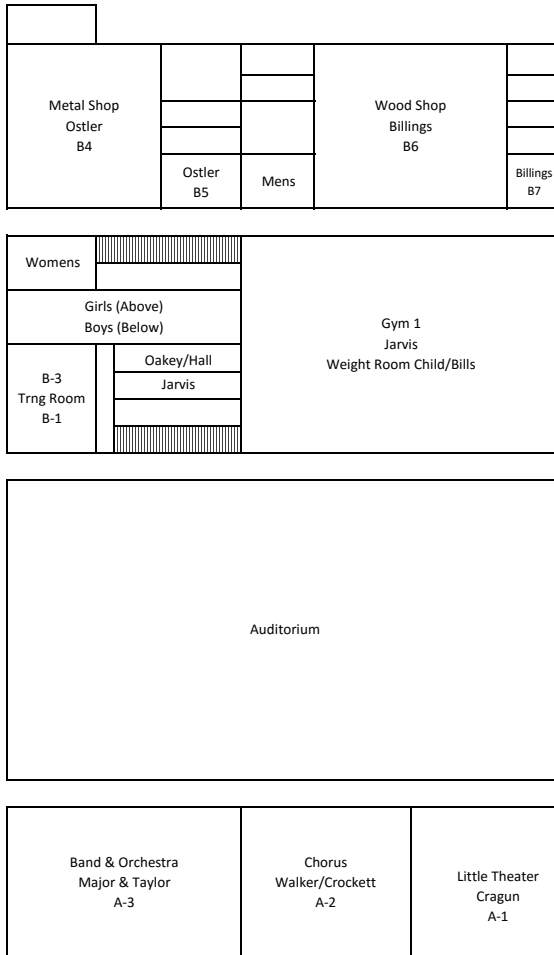 Metal Shop
Ostler
B4
Ostler
B5
Mens
Wood Shop
Billings
B6
Billings
B7
Womens
Girls (Above)
Boys (Below)
B-3
Trng Room
B-1
Oakey/Hall
Jarvis
Gym 1
Jarvis
Weight Room Child/Bills
Auditorium
Band & Orchestra
Major & Taylor
A-3
Chorus
Walker/Crockett
A-2
Little Theater
Cragun
A-1